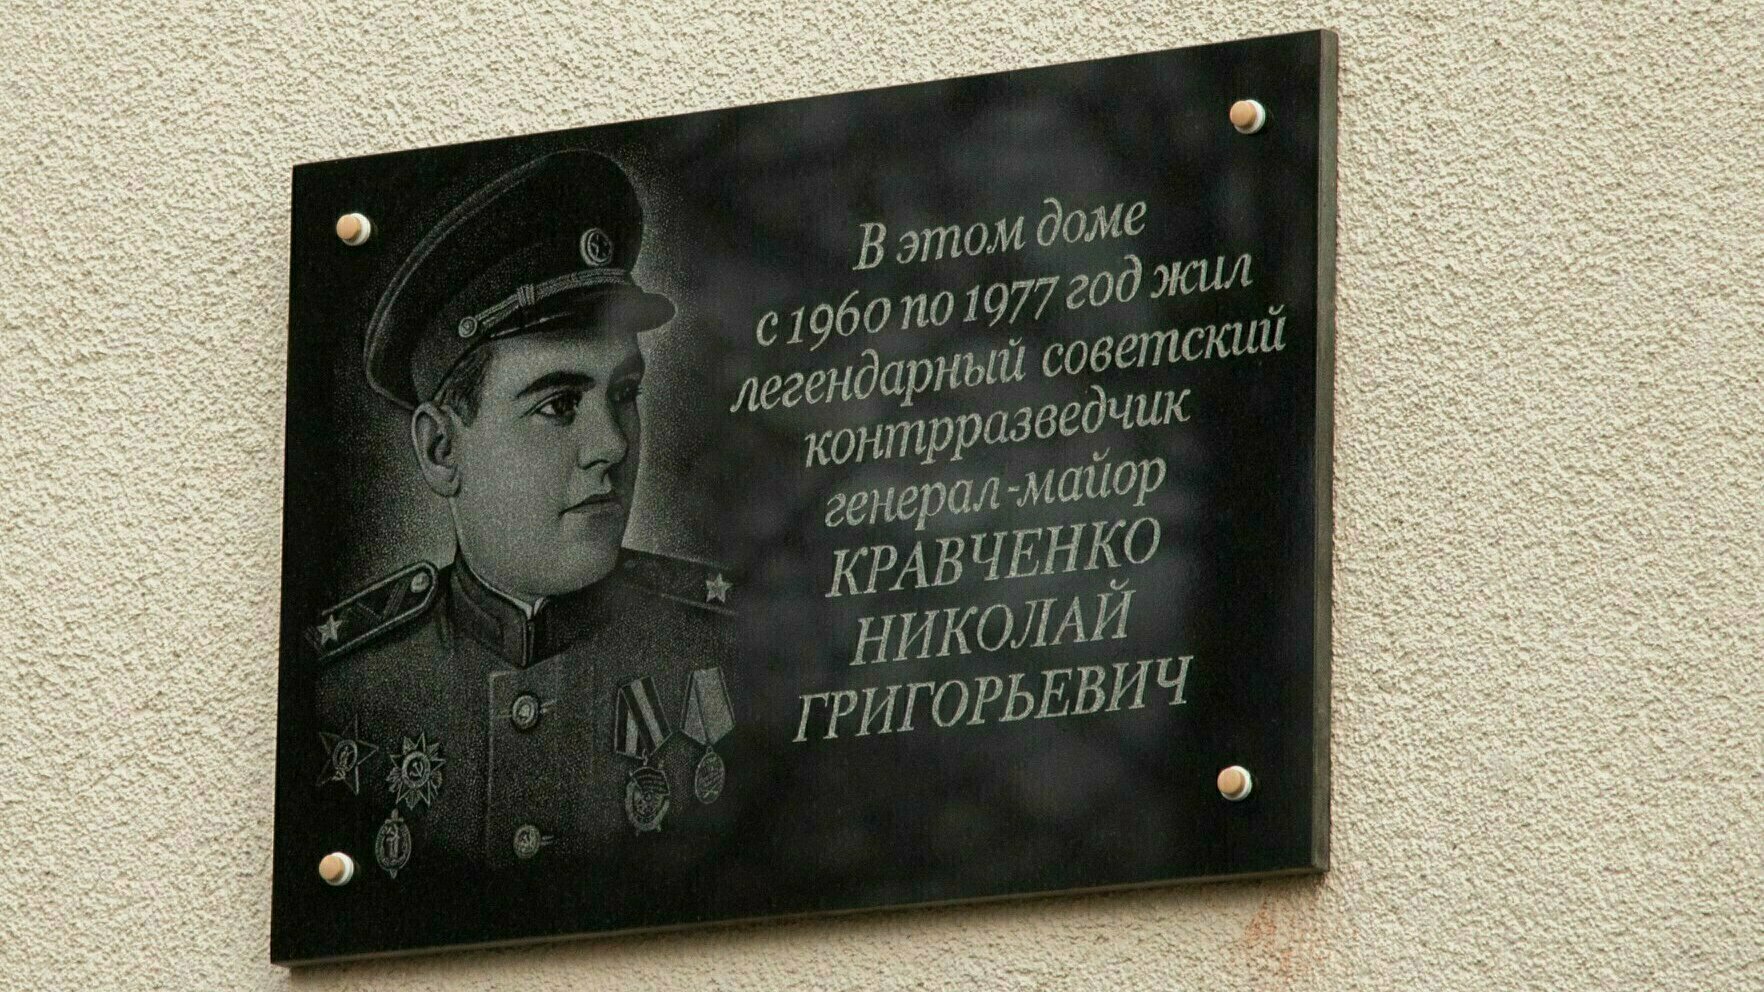 В этом доме
с 1960 по 1977 год жил
легендарный советский
контрразведчик
генерал-майор
КРАВЧЕНКО
НИКОЛАЙ
ГРИГОРЬЕВИЧ